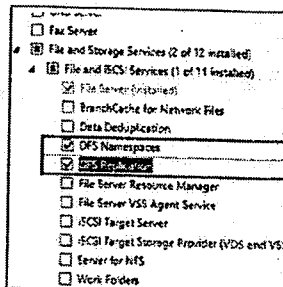 Fax Server
File and Storage Services (2 of 12 installed)
File and iSCSI Services (1 of 11 installed)
File Server (installed)
BranchCache for Network Files
Data Deduplication
DFS Namespaces
DFS Replication
File Server Resource Manager
File Server VSS Agent Service
iSCSI Target Server
iSCSI Target Storage Provider (VDS and VSS
Server for NFS
Work Folders